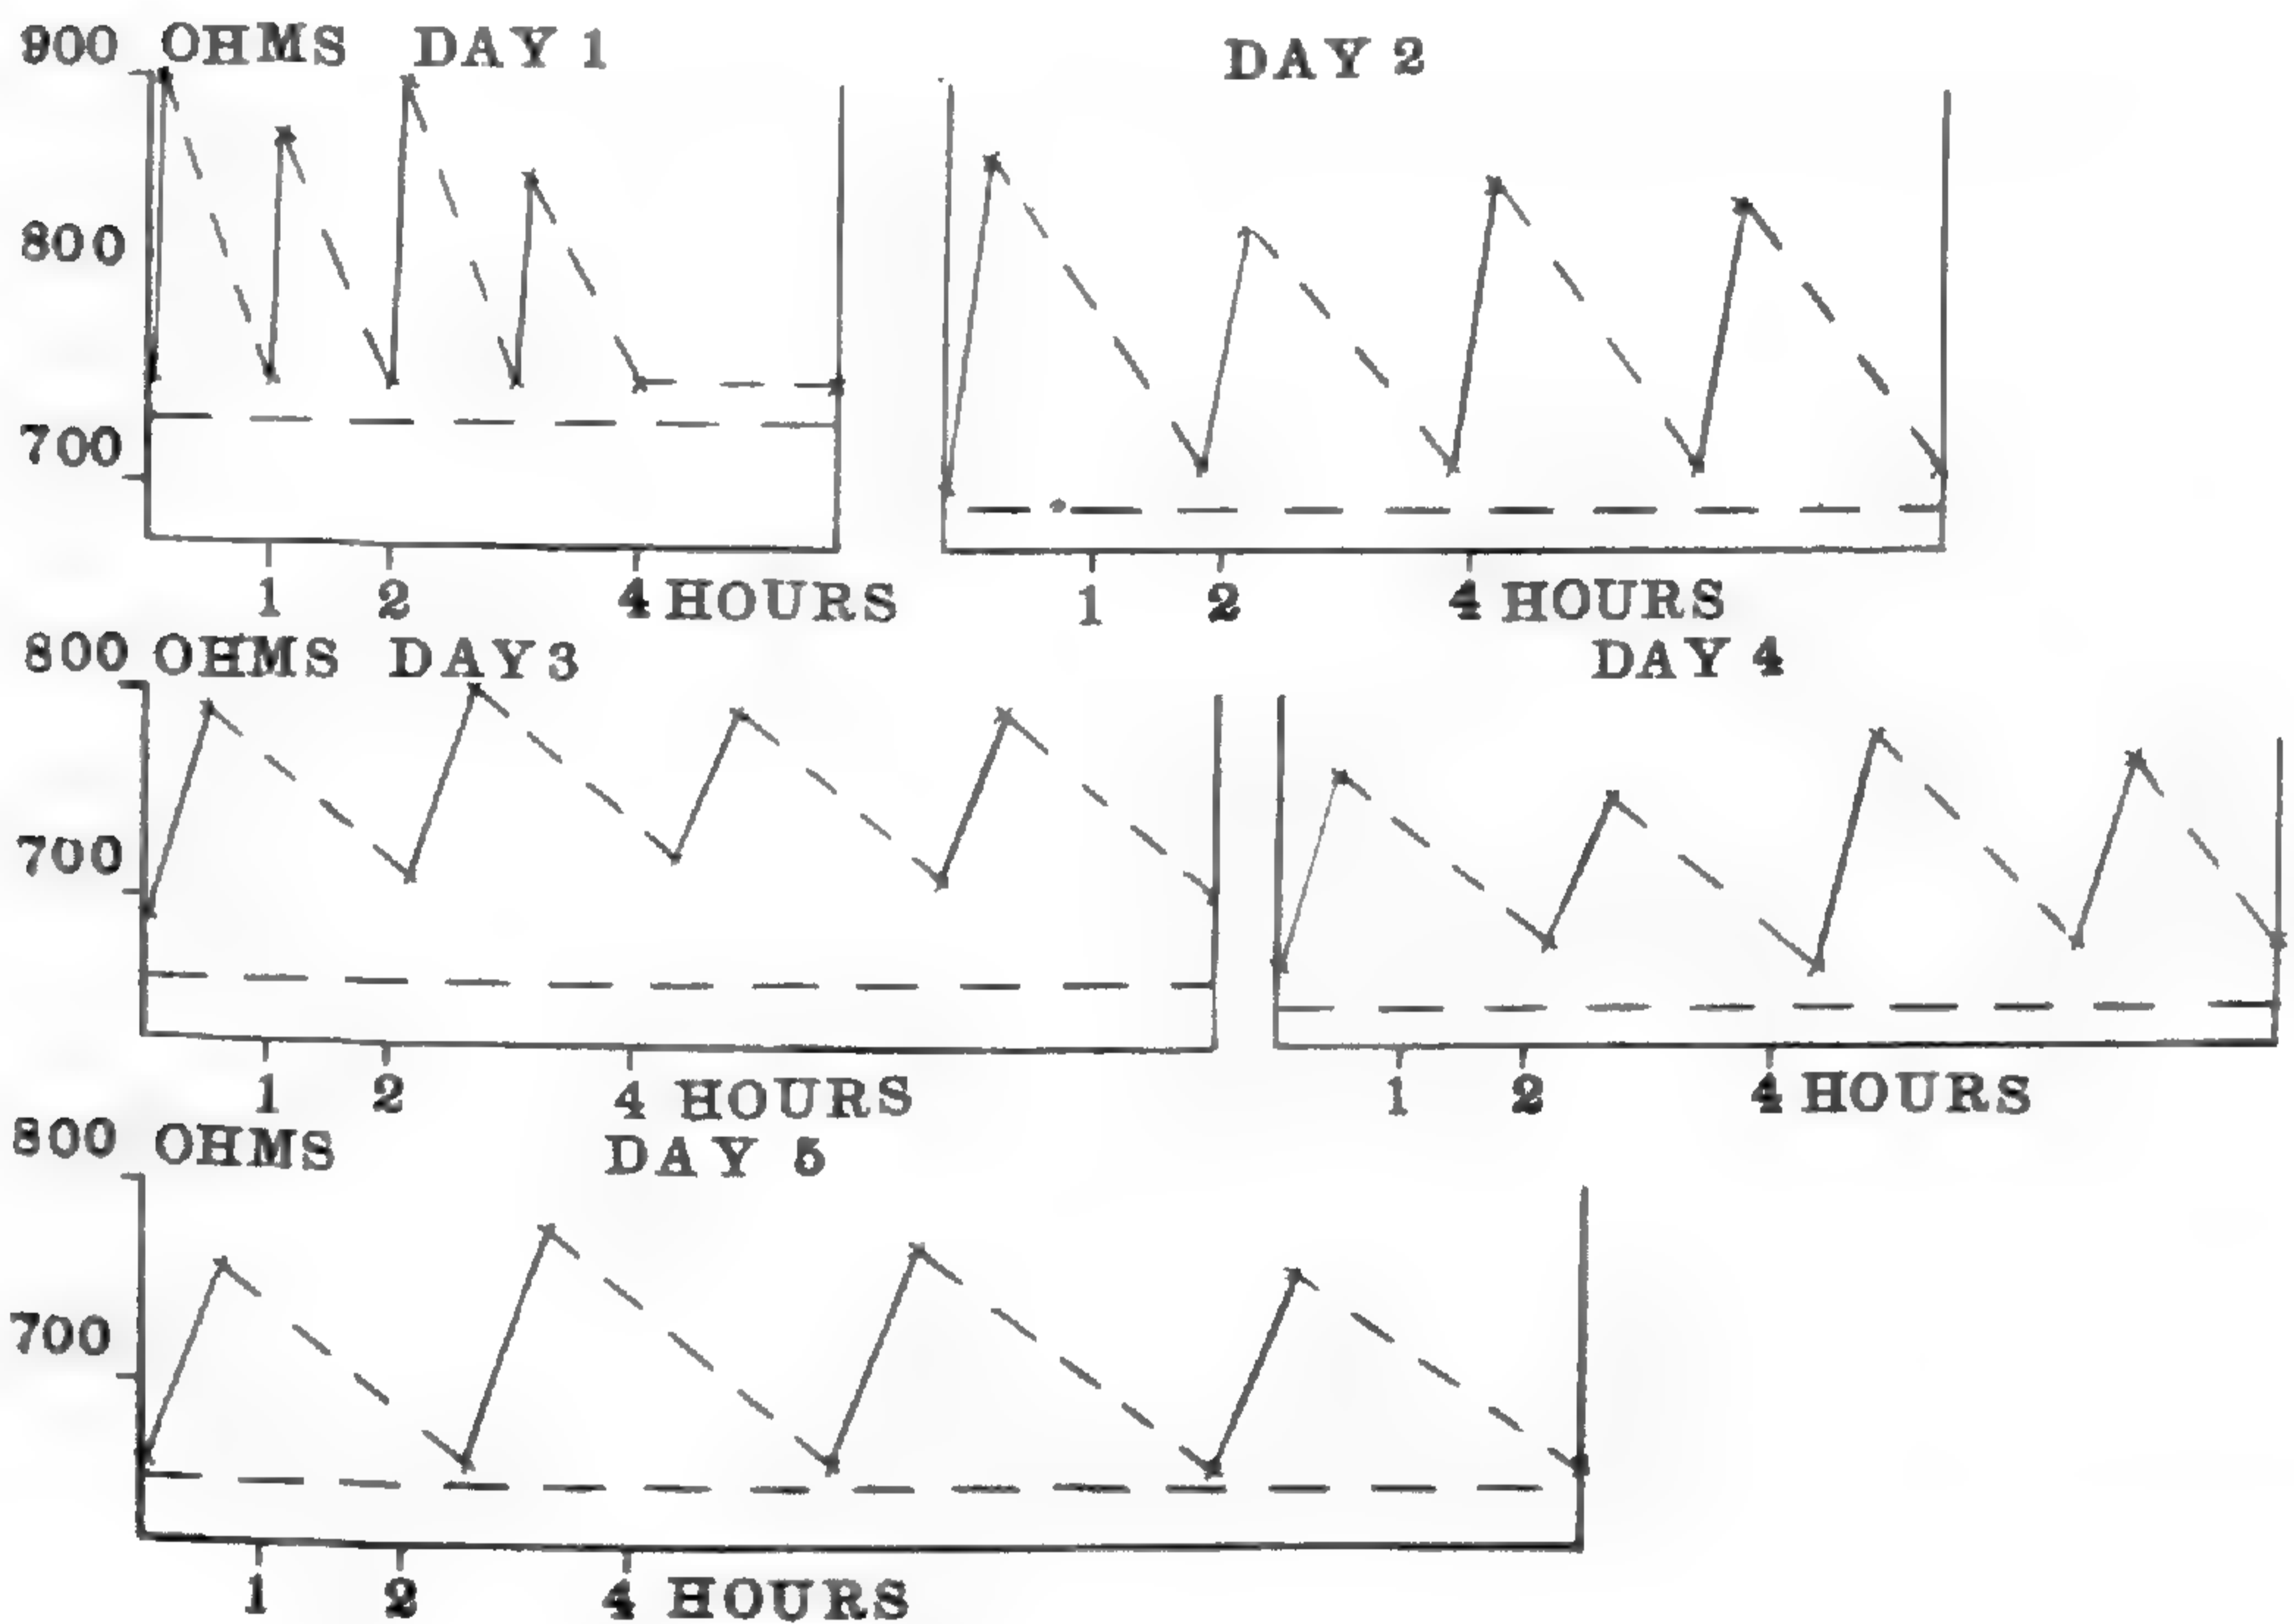 900 OHMS DAY 1 DAY 2
800
700
1 2 4 HOURS 1 2 4 HOURS
800 OHMS DAY 3 DAY 4
700
1 2 4 HOURS 1 2 4 HOURS
800 OHMS DAY 5
700
1 2 4 HOURS